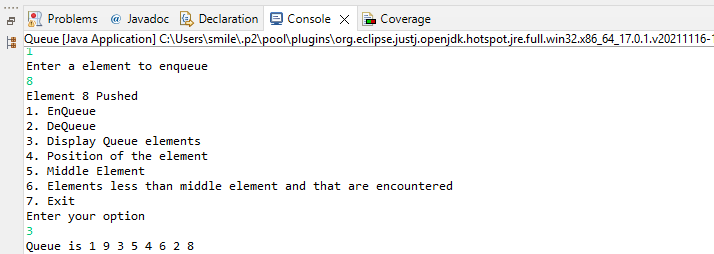 Problems @ Javadoc Declaration Console Coverage
Queue [Java Application] C:\Users\smile\.p2\pool\plugins\org.eclipse.justj.openjdk.hotspot.jre.full.win32.x86_64_17.0.1.v20211116-1
1
Enter a element to enqueue
8
Element 8 Pushed
1. EnQueue
2. DeQueue
3. Display Queue elements
4. Position of the element
5. Middle Element
6. Elements less than middle element and that are encountered
7. Exit
Enter your option
3
Queue is 1 9 3 5 4 6 2 8